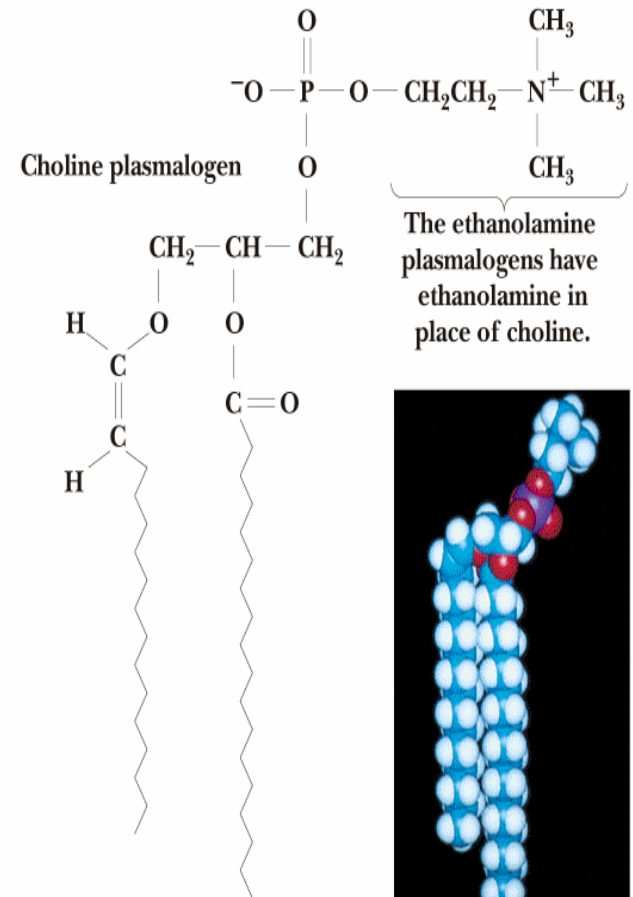 O CH₃
⁻O—P—O—CH₂CH₂—N⁺—CH₃
Choline plasmalogen O CH₃
The ethanolamine
plasmalogens have
ethanolamine in
place of choline.
CH₂—CH—CH₂
H O O
C
C=O
C
H